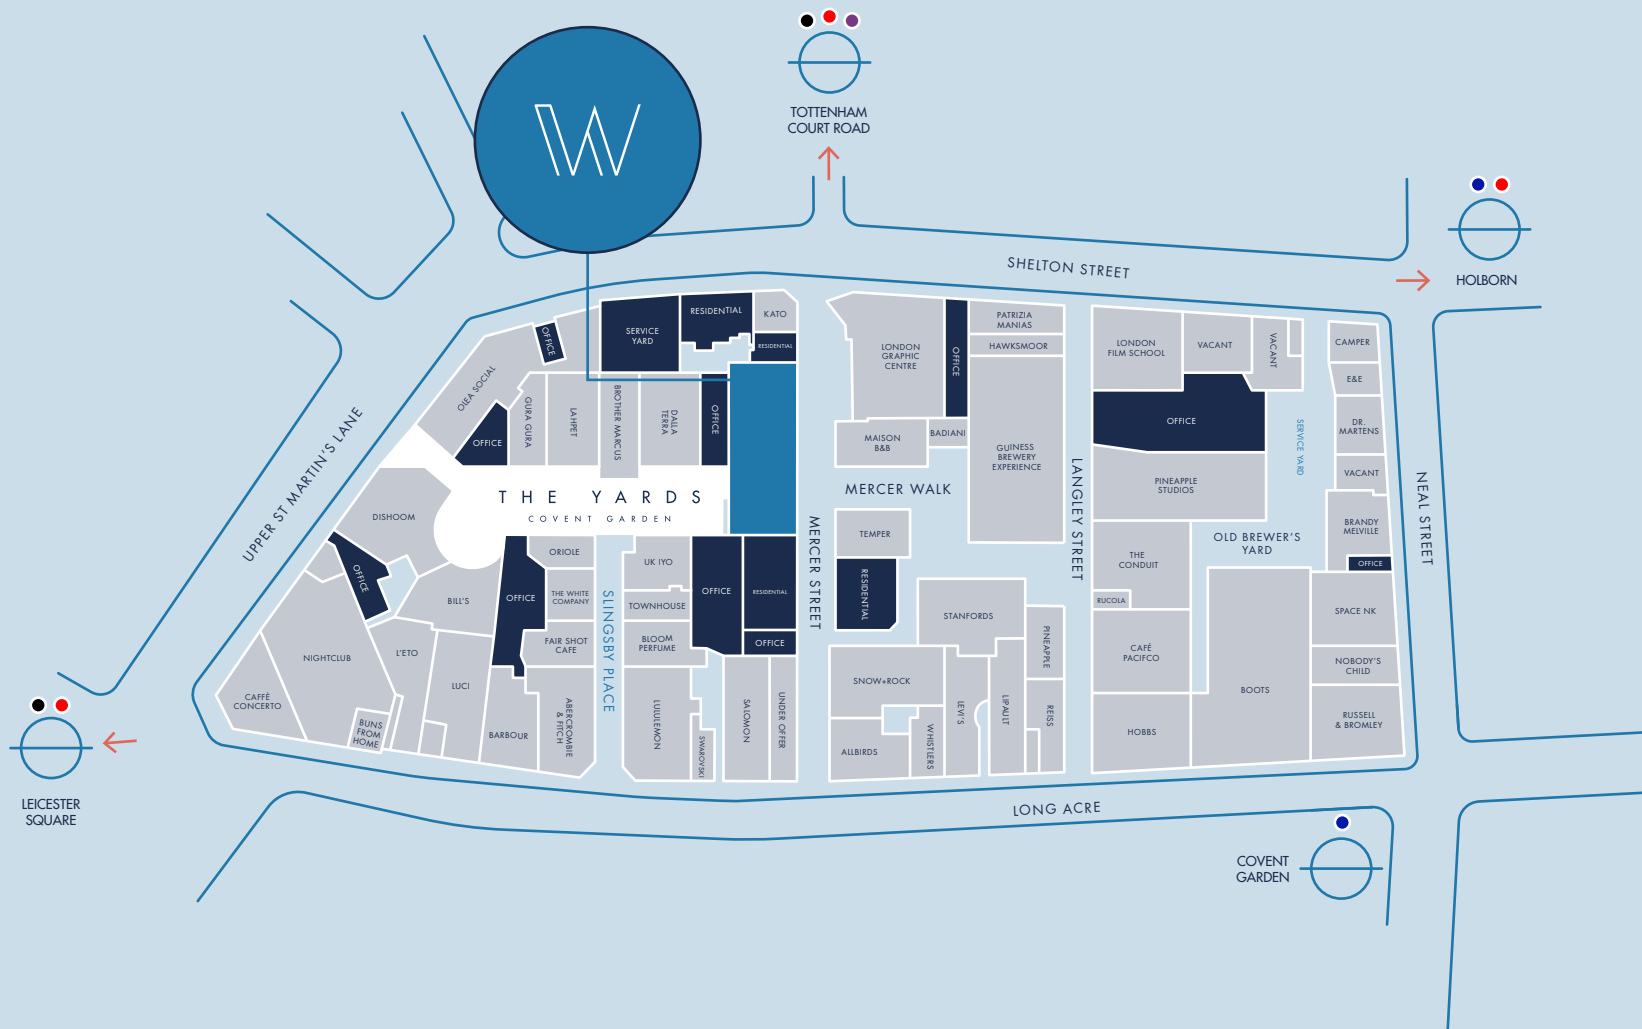 W
TOTTENHAM
COURT ROAD
HOLBORN
SHELTON STREET
UPPER ST MARTIN'S LANE
LEICESTER
SQUARE
OIEA SOCIAL
OFFICE
OFFICE
SERVICE
YARD
RESIDENTIAL
KATO
RESIDENTIAL
GURA GURA
LAHPET
BROTHER MARCUS
DALLA
TERRA
OFFICE
THE YARDS
COVENT GARDEN
DISHOOM
OFFICE
NIGHTCLUB
CAFFÈ
CONCERTO
BUNS
FROM
HOME
L'ETO
BILL'S
LUCI
BARBOUR
OFFICE
ORIOLE
THE WHITE
COMPANY
FAIR SHOT
CAFE
ABERCROMBIE
& FITCH
SLINGSBY PLACE
UK IYO
TOWNHOUSE
BLOOM
PERFUME
LULULEMON
SWAROVSKI
OFFICE
RESIDENTIAL
OFFICE
SALOMON
UNDER OFFER
MERCER STREET
LONDON
GRAPHIC
CENTRE
OFFICE
PATRIZIA
MANIAS
HAWKSMOOR
MAISON
B&B
BADIANI
GUINESS
BREWERY
EXPERIENCE
MERCER WALK
TEMPER
RESIDENTIAL
STANFORDS
PINEAPPLE
SNOW+ROCK
ALLBIRDS
WHISTLERS
LEVI'S
LIPAULT
REISS
LANGLEY STREET
LONDON
FILM SCHOOL
VACANT
VACANT
OFFICE
SERVICE YARD
PINEAPPLE
STUDIOS
OLD BREWER'S
YARD
THE
CONDUIT
RUCOLA
CAFÉ
PACIFCO
HOBBS
BOOTS
CAMPER
E&E
DR.
MARTENS
VACANT
BRANDY
MELVILLE
OFFICE
SPACE NK
NOBODY'S
CHILD
RUSSELL
& BROMLEY
NEAL STREET
LONG ACRE
COVENT
GARDEN